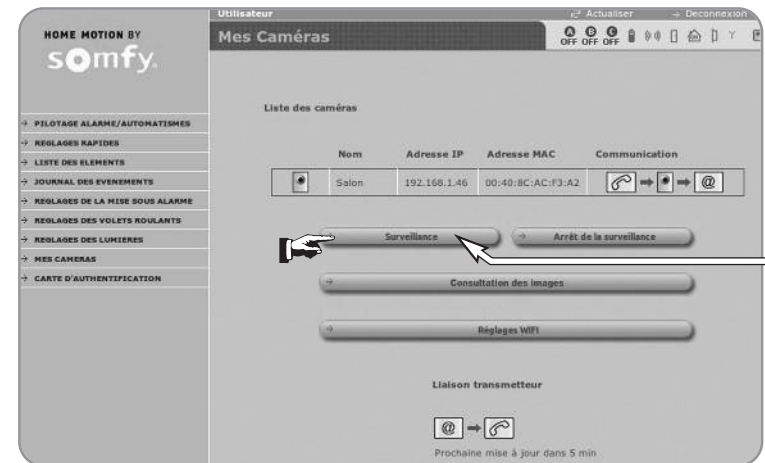 Utilisateur
Actualiser
Deconnexion
HOME MOTION BY
somfy.
Mes Caméras
A B C
OFF OFF OFF
Liste des caméras
PILOTAGE ALARME/AUTOMATISMES
REGLAGES RAPIDES
LISTE DES ELEMENTS
JOURNAL DES EVENEMENTS
REGLAGES DE LA MISE SOUS ALARME
REGLAGES DES VOLETS ROULANTS
REGLAGES DES LUMIERES
MES CAMERAS
CARTE D'AUTHENTIFICATION
Nom Adresse IP Adresse MAC Communication
Salon 192.168.1.46 00:40:8C:AC:F3:A2 @
Surveillance
Arrêt de la surveillance
Consultation des images
Réglages WIFI
Liaison transmetteur
@
Prochaine mise à jour dans 5 min